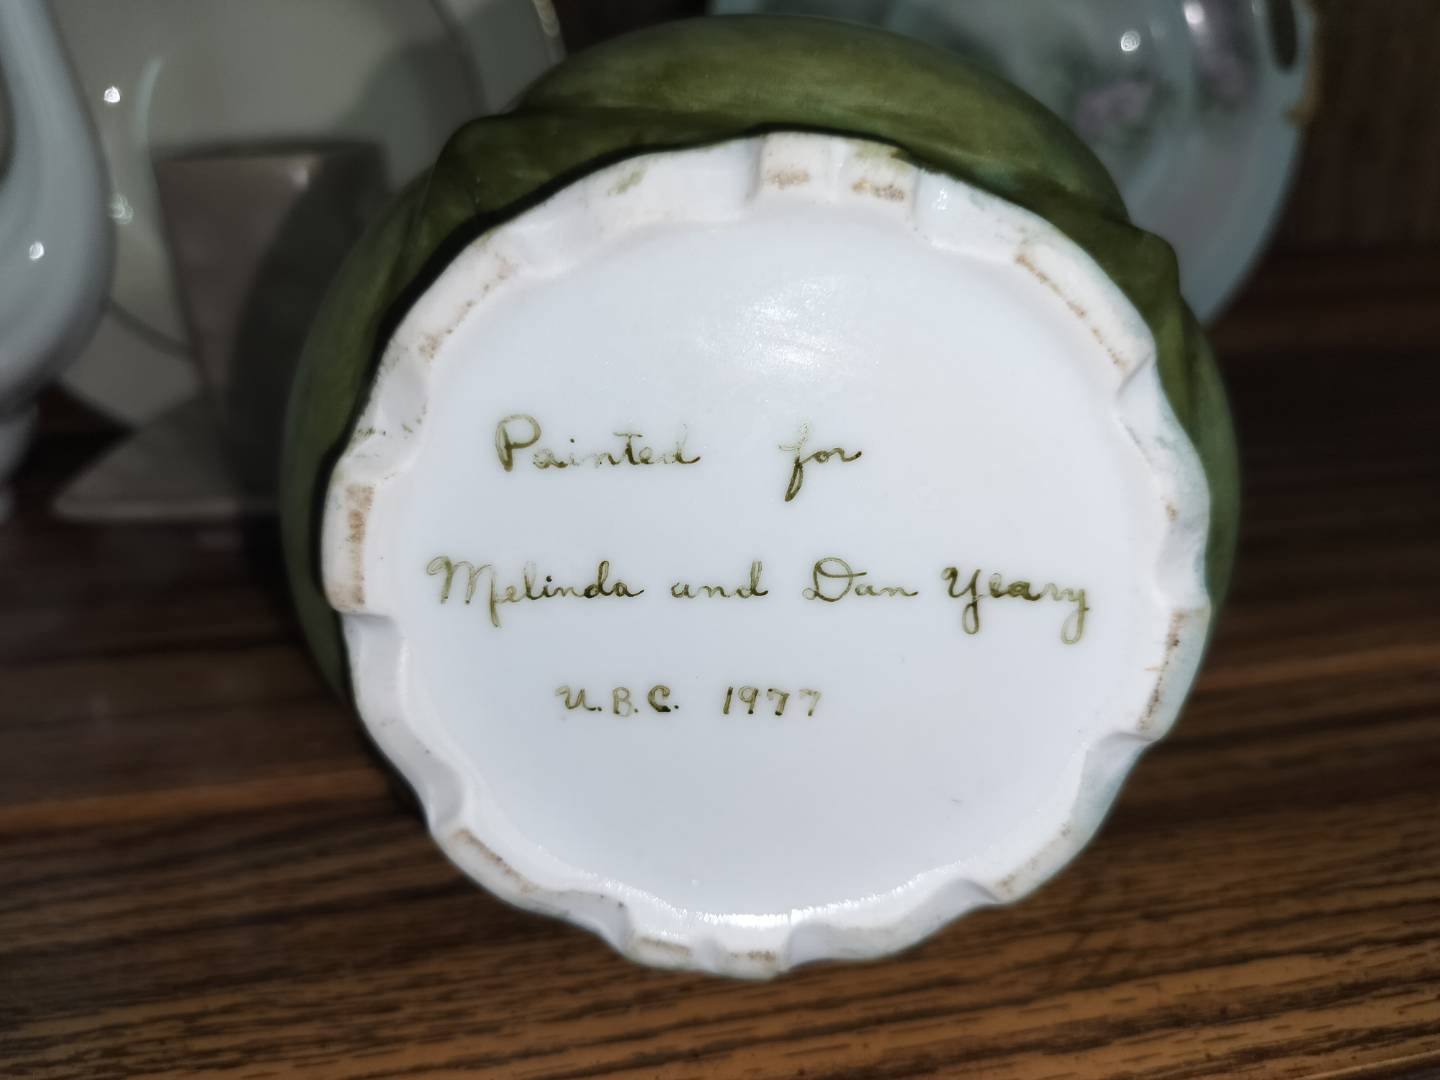 Painted for
Melinda and Dan Yeary
U.B.C. 1977